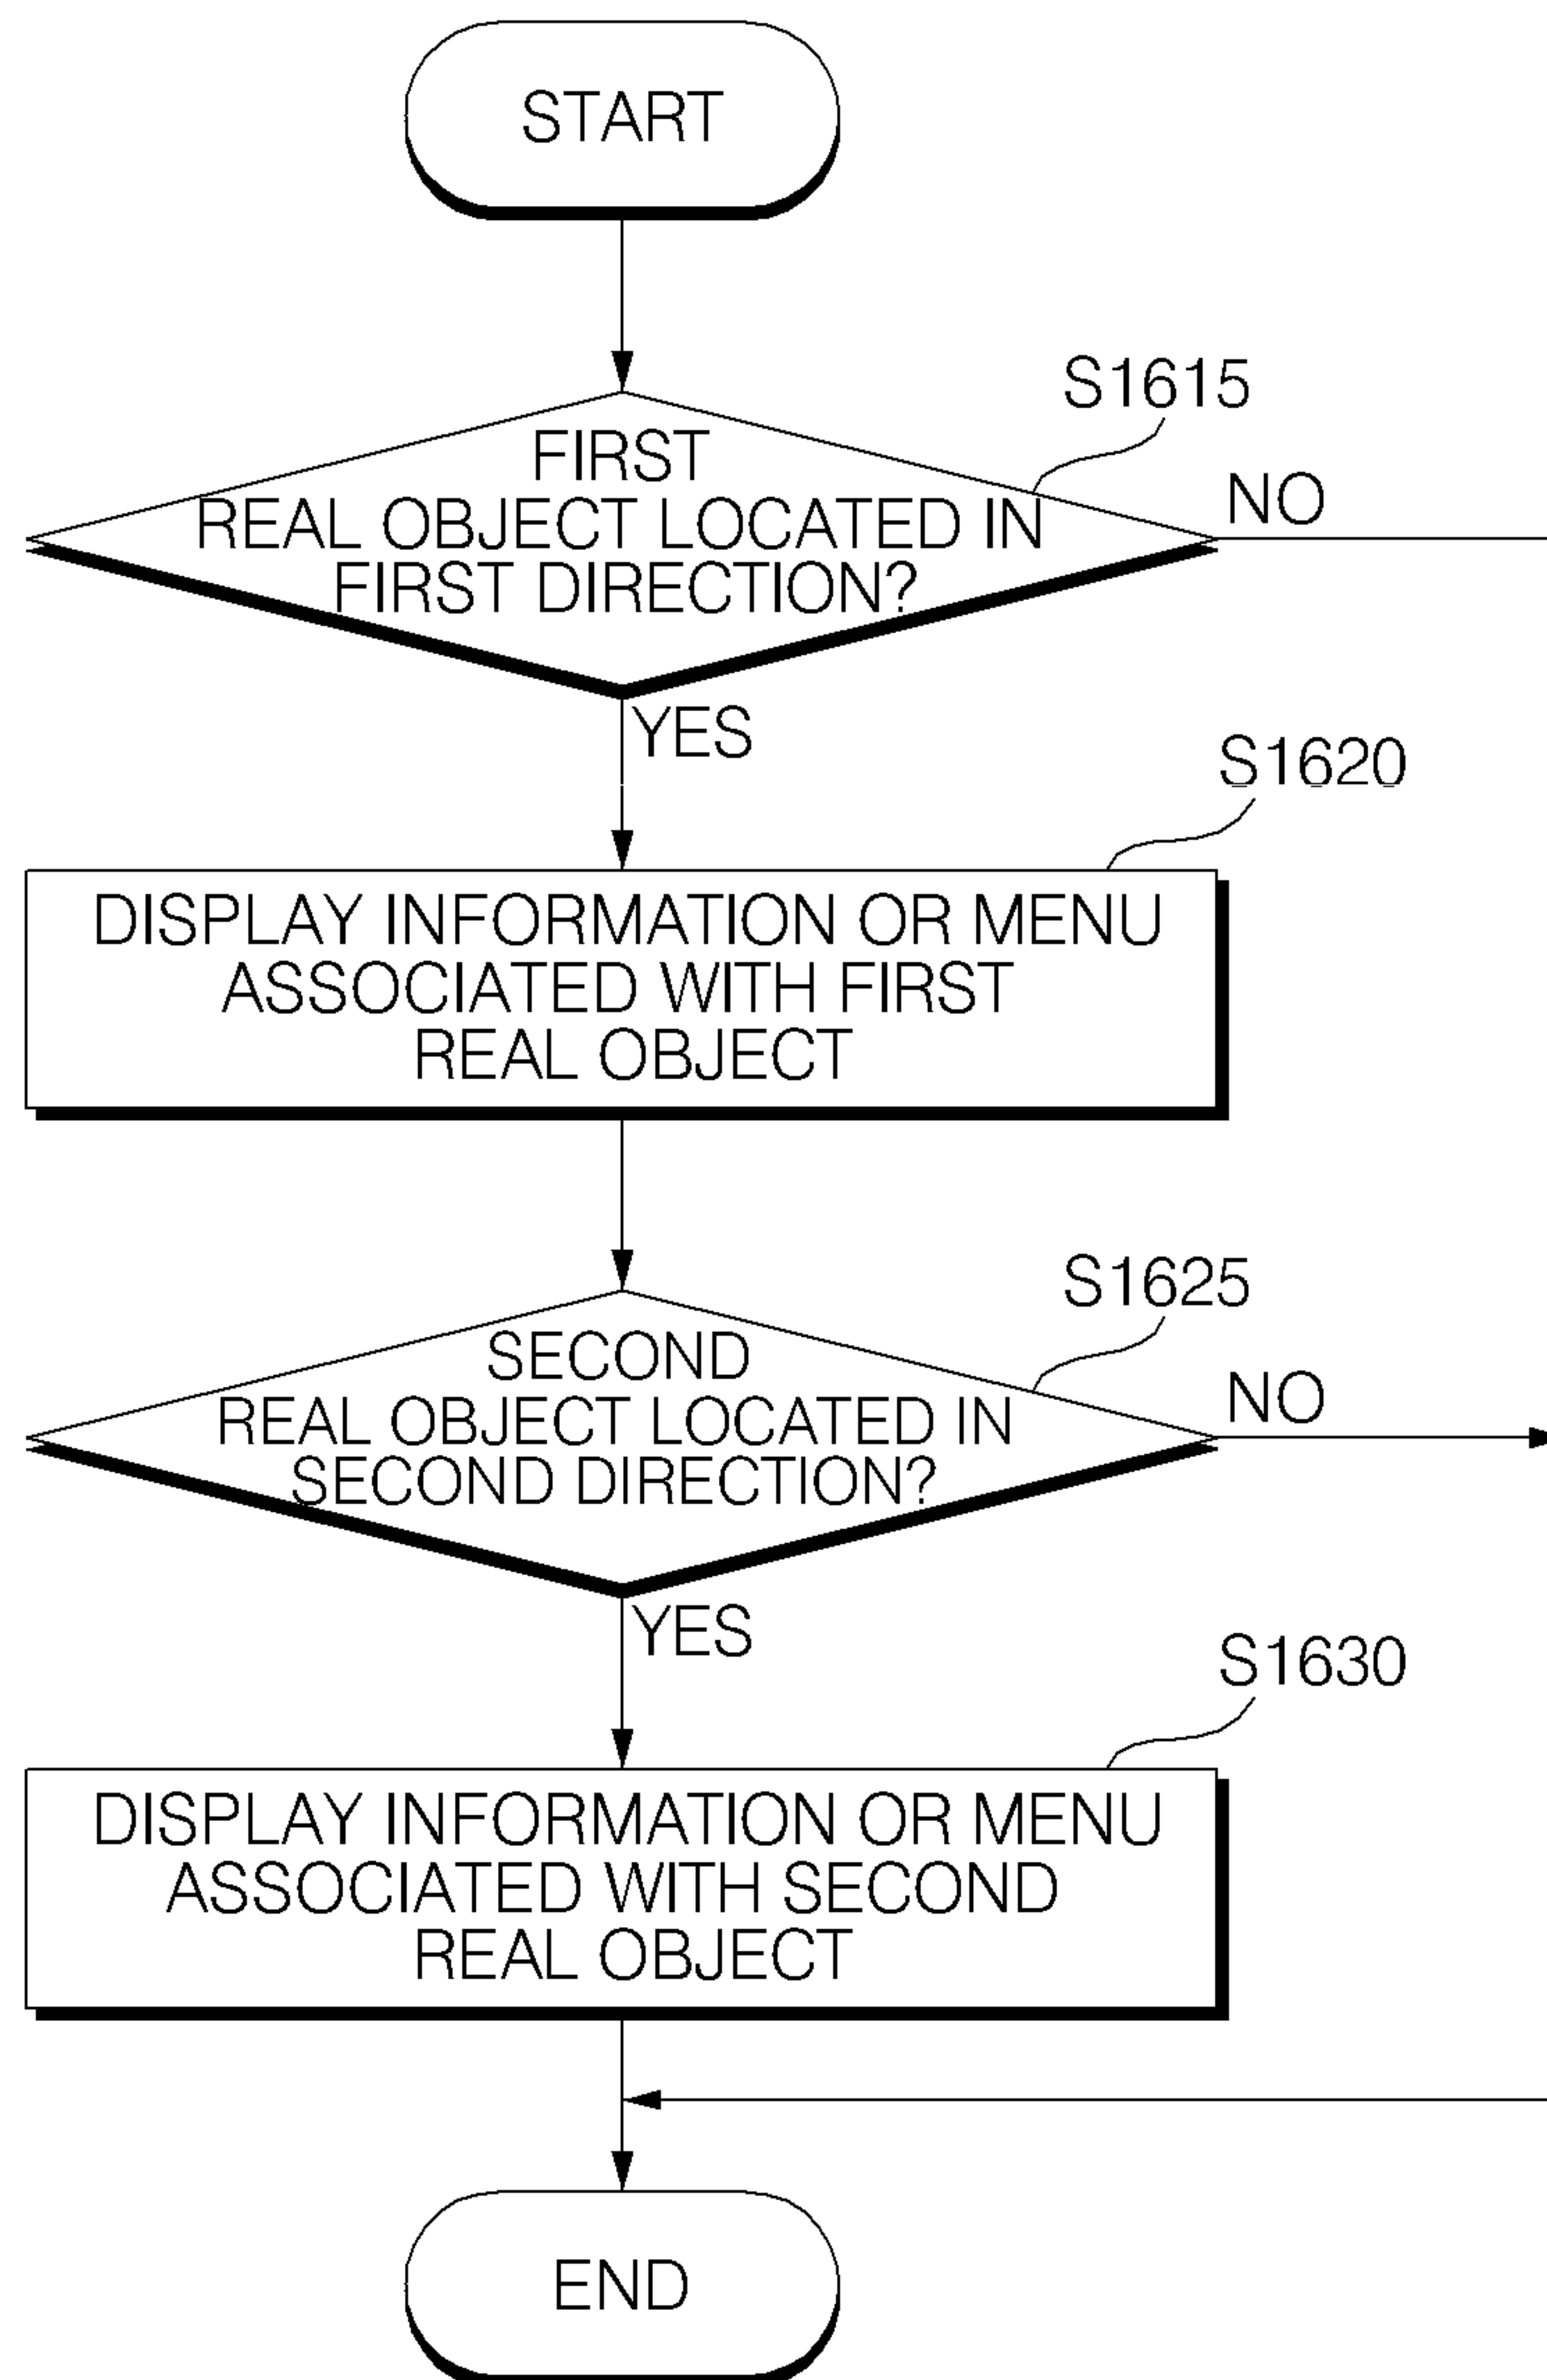 START
S1615
FIRST
REAL OBJECT LOCATED IN
FIRST DIRECTION?
NO
YES
S1620
DISPLAY INFORMATION OR MENU
ASSOCIATED WITH FIRST
REAL OBJECT
S1625
SECOND
REAL OBJECT LOCATED IN
SECOND DIRECTION?
NO
YES
S1630
DISPLAY INFORMATION OR MENU
ASSOCIATED WITH SECOND
REAL OBJECT
END